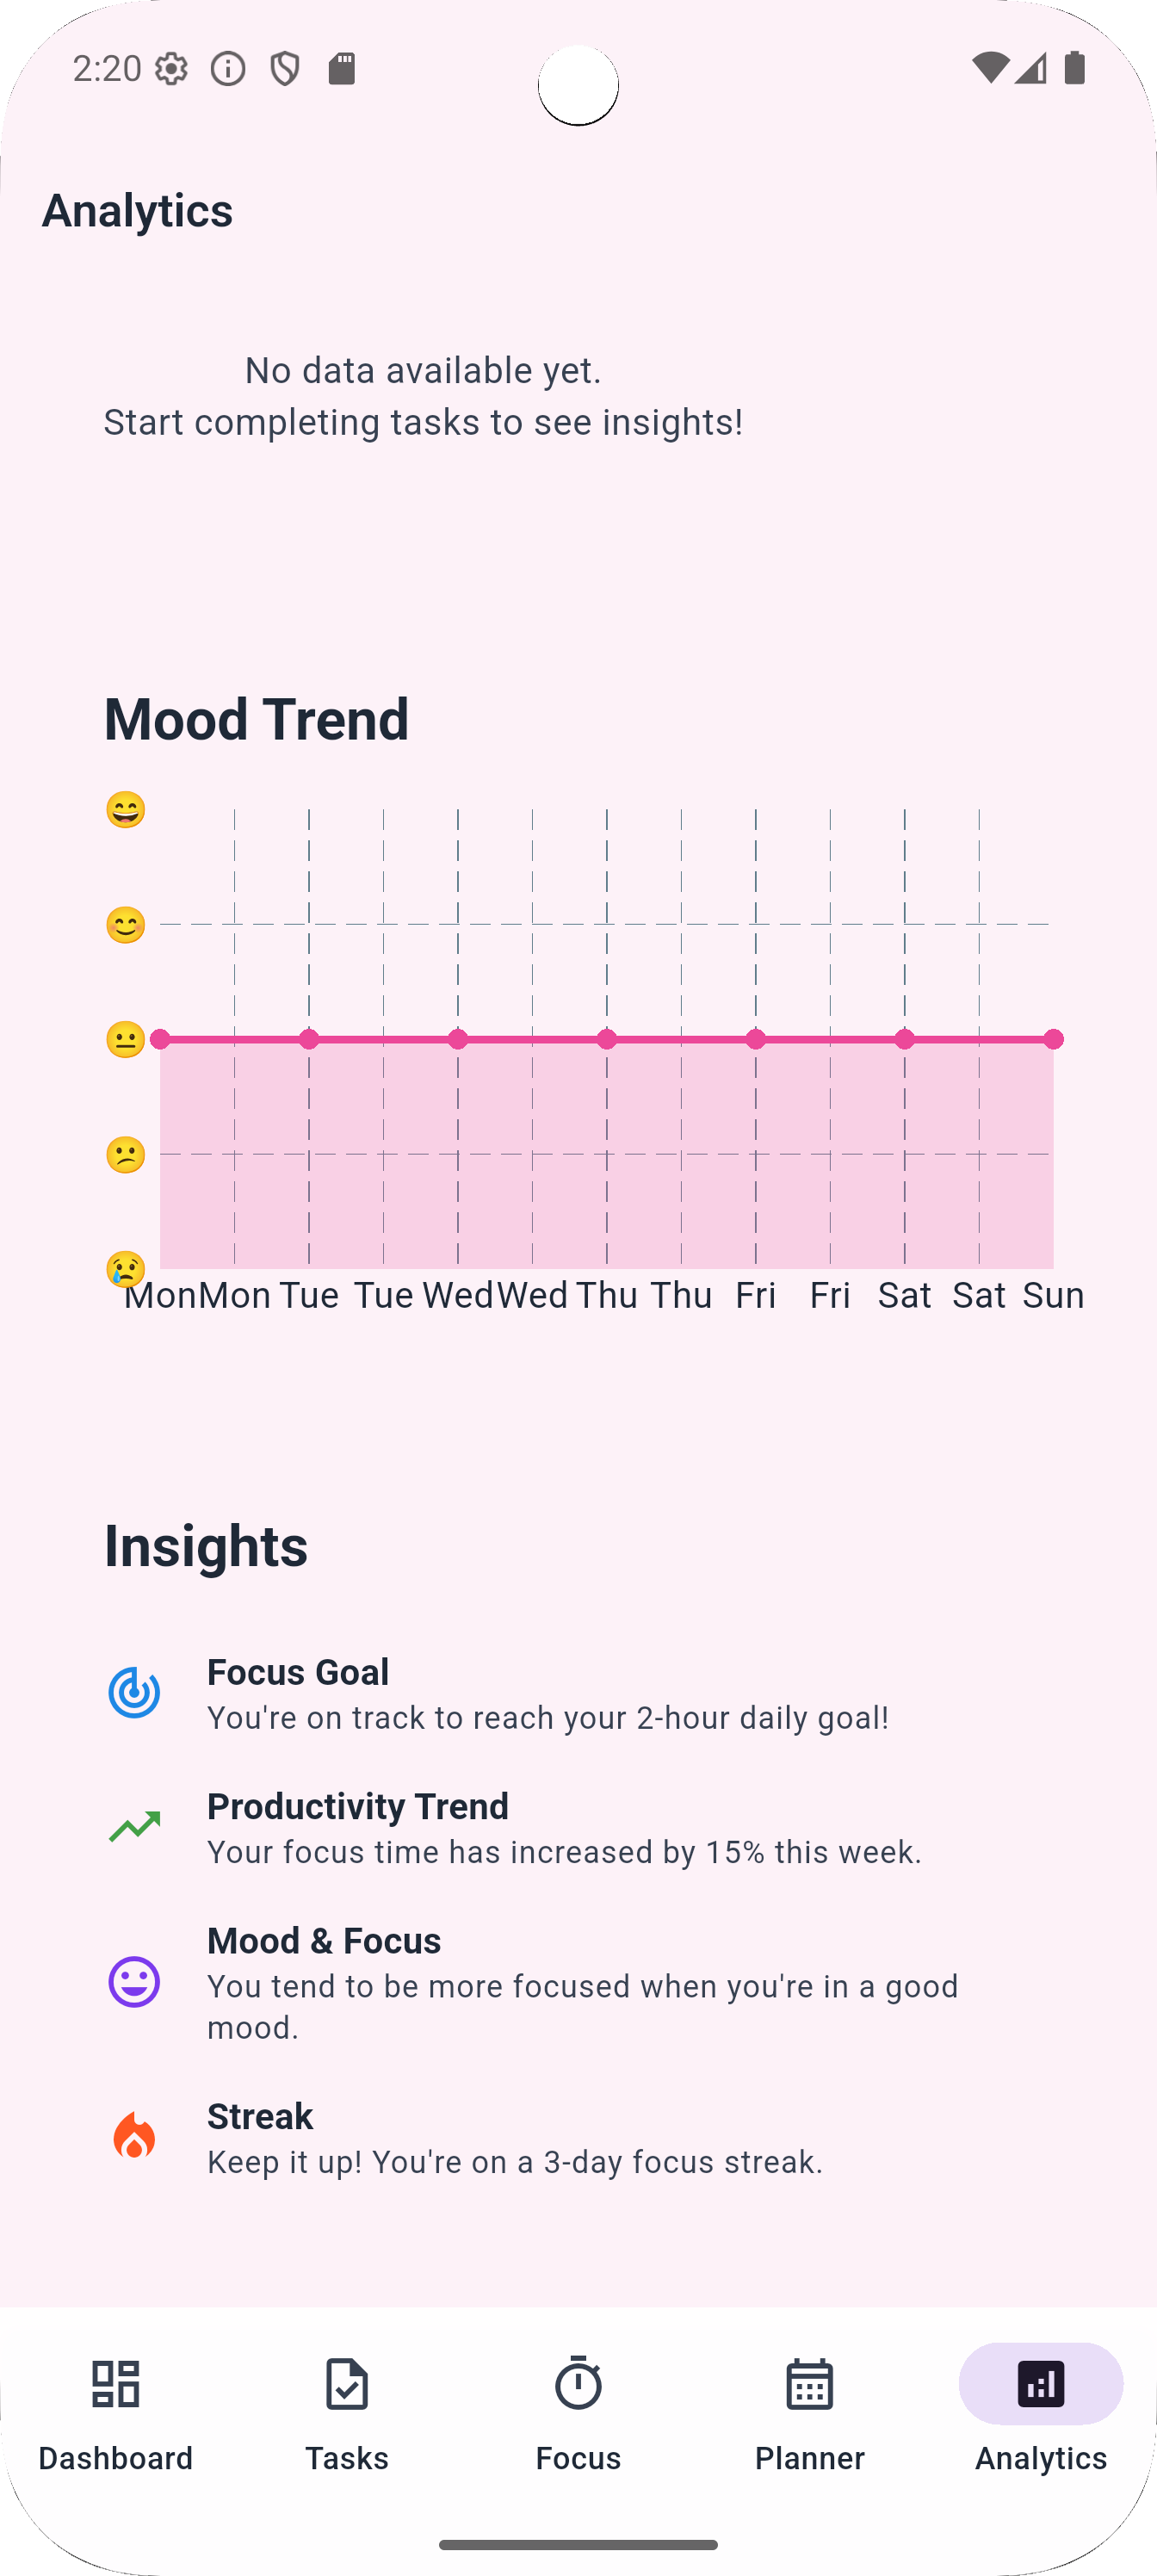 2:20
Analytics
No data available yet.
Start completing tasks to see insights!
Mood Trend
Mon Mon Tue Tue Wed Wed Thu Thu Fri Fri Sat Sat Sun
Insights
Focus Goal
You're on track to reach your 2-hour daily goal!
Productivity Trend
Your focus time has increased by 15% this week.
Mood & Focus
You tend to be more focused when you're in a good
mood.
Streak
Keep it up! You're on a 3-day focus streak.
Dashboard Tasks Focus Planner Analytics